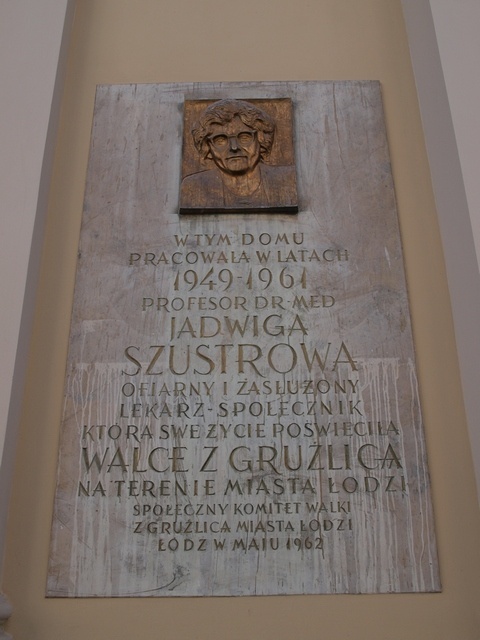 W TYM DOMU
PRACOWAŁA W LATACH
1949-1961
PROFESOR DR MED
JADWIGA
SZUSTROWA
OFIARNY I ZASŁUŻONY
LEKARZ-SPOŁECZNIK
KTÓRA SWE ŻYCIE POŚWIĘCIŁA
WALCE Z GRUŹLICĄ
NA TERENIE MIASTA ŁODZI
SPOŁECZNY KOMITET WALKI
Z GRUŹLICĄ MIASTA ŁODZI
ŁÓDŹ W MAJU 1962